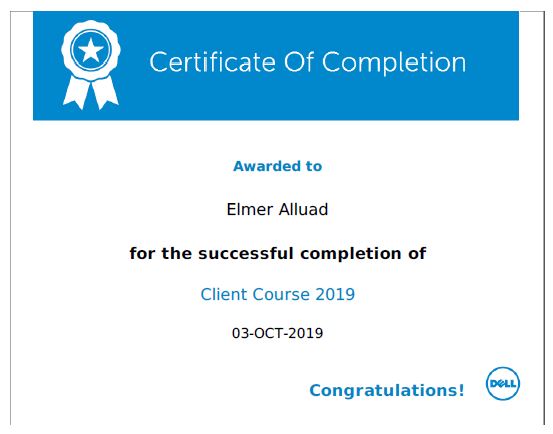 Certificate Of Completion
Awarded to
Elmer Alluad
for the successful completion of
Client Course 2019
03-OCT-2019
Congratulations!
DELL